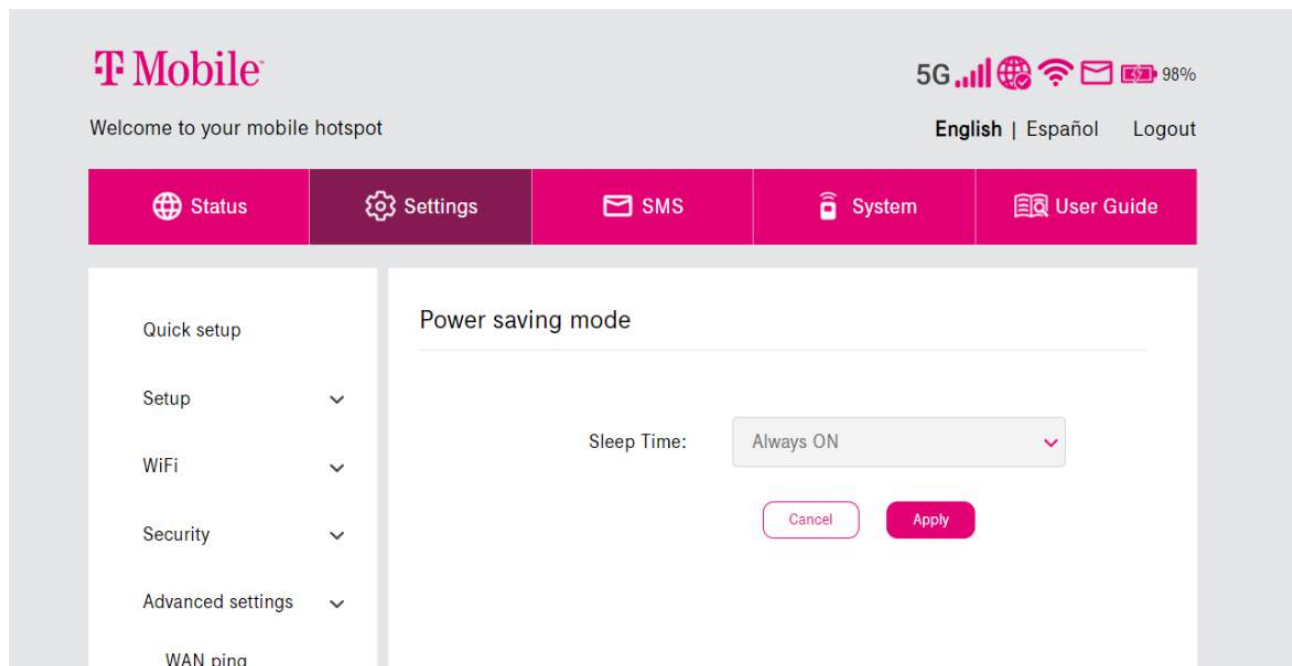 T Mobile
5G 98%
Welcome to your mobile hotspot
English | Español Logout
Status Settings SMS System User Guide
Quick setup
Setup
WiFi
Security
Advanced settings
WAN ping
Power saving mode
Sleep Time: Always ON
Cancel Apply